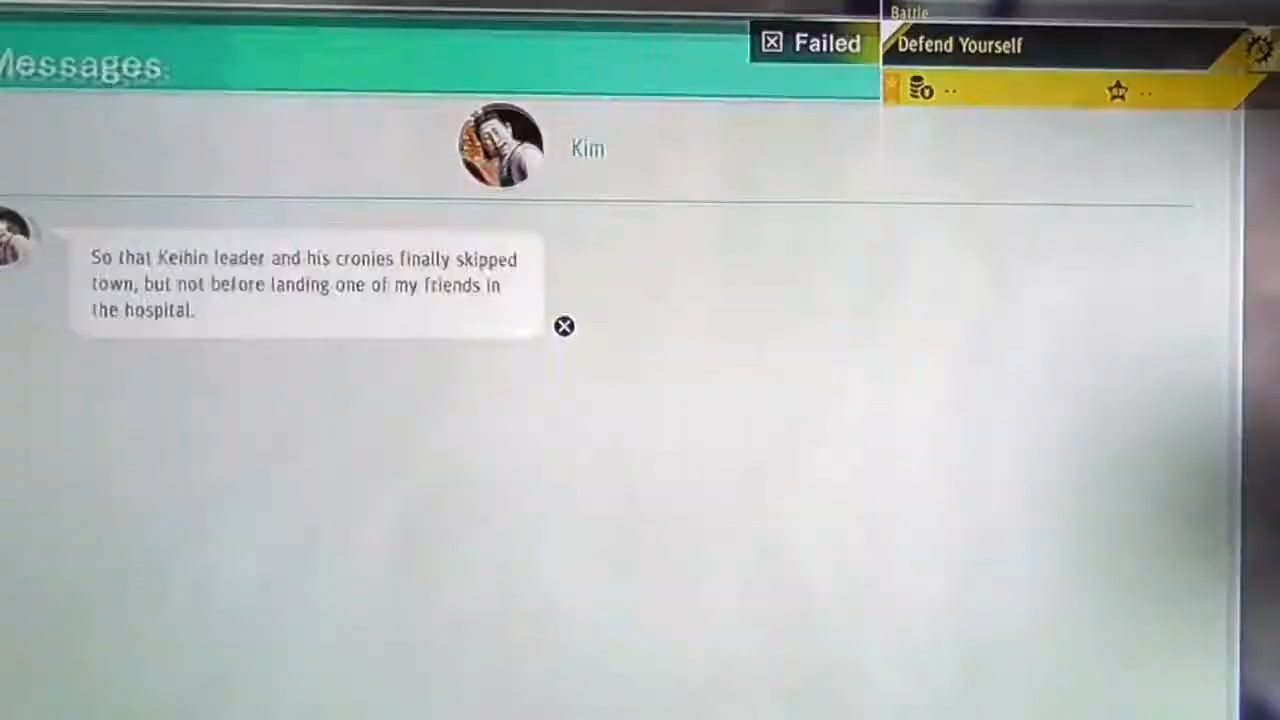 Battle
Failed
Defend Yourself
Messages
Kim
So that Keihin leader and his cronies finally skipped
town, but not before landing one of my friends in
the hospital.